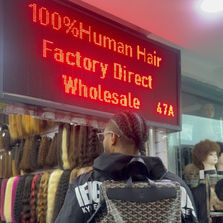 100%Human Hair
Factory Direct
Wholesale
47A